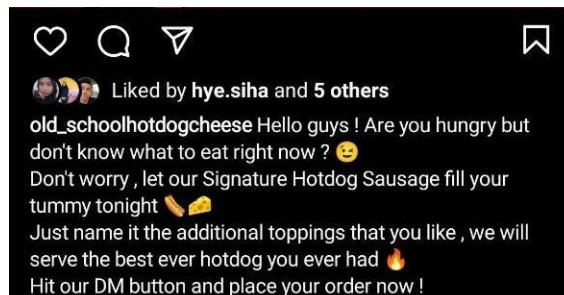 Liked by hye.siha and 5 others
old_schoolhotdogcheese Hello guys ! Are you hungry but
don't know what to eat right now ? 😉
Don't worry , let our Signature Hotdog Sausage fill your
tummy tonight 🌭🧀
Just name it the additional toppings that you like , we will
serve the best ever hotdog you ever had 🔥
Hit our DM button and place your order now !